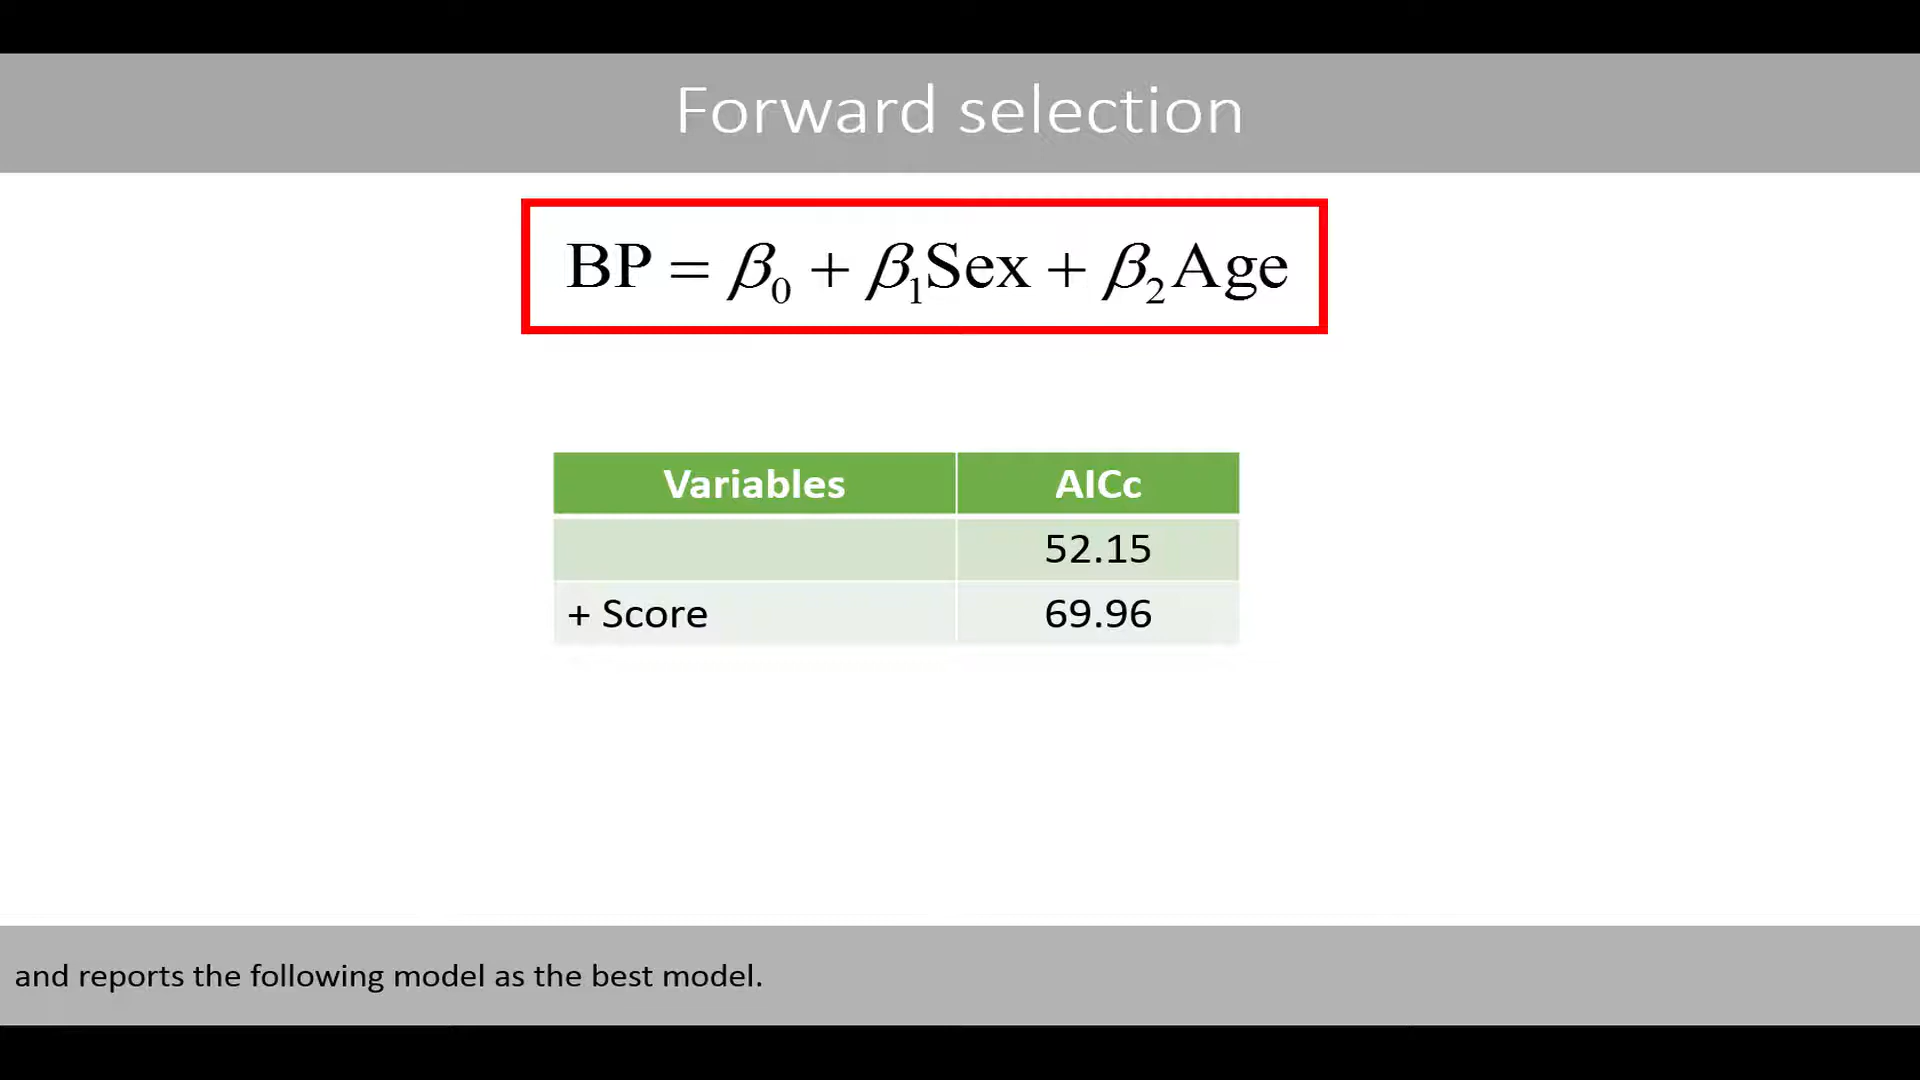 Forward selection
BP = β₀ + β₁Sex + β₂Age
Variables AICc
52.15
+ Score 69.96
and reports the following model as the best model.